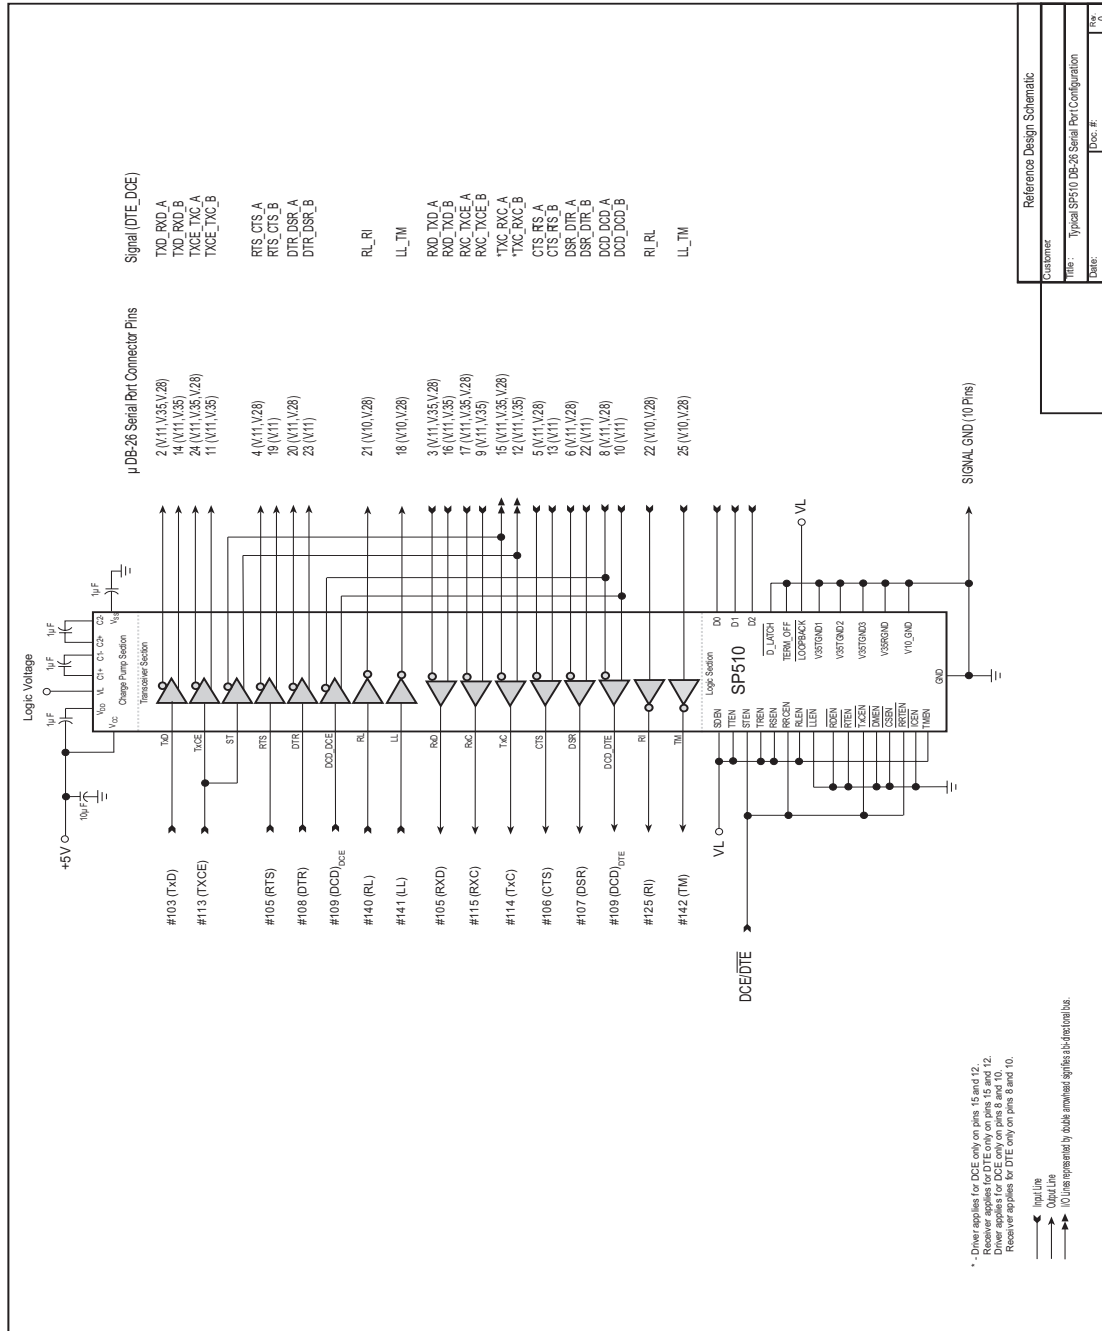 Reference Design Schematic
Customer
Title : Typical SP510 DB-26 Serial Port Configuration
Date:
Doc. #:
Rev.
Logic Voltage
+5V
10µF
1µF
1µF
1µF
1µF
VCC
VDD
VL
C1+
C1-
C2+
C2-
VSS
Charge Pump Section
Transceiver Section
µDB-26 Serial Port Connector Pins
Signal (DTE_DCE)
#103 (TxD)
#113 (TXCE)
#105 (RTS)
#108 (DTR)
#109 (DCD)DCE
#140 (RL)
#141 (LL)
#105 (RXD)
#115 (RXC)
#114 (TxC)
#106 (CTS)
#107 (DSR)
#109 (DCD)DTE
#125 (RI)
#142 (TM)
TxD
TxCE
ST
RTS
DTR
DCD_DCE
RL
LL
RxD
RxC
TxC
CTS
DSR
DCD_DTE
RI
TM
2 (V.11,V.35,V.28)
14 (V.11,V.35)
24 (V.11,V.35,V.28)
11 (V.11,V.35)
4 (V.11,V.28)
19 (V.11)
20 (V.11,V.28)
23 (V.11)
21 (V.10,V.28)
18 (V.10,V.28)
3 (V.11,V.35,V.28)
16 (V.11,V.35)
17 (V.11,V.35,V.28)
9 (V.11,V.35)
15 (V.11,V.35,V.28)
12 (V.11,V.35)
5 (V.11,V.28)
13 (V.11)
6 (V.11,V.28)
22 (V.11)
8 (V.11,V.28)
10 (V.11)
22 (V.10,V.28)
25 (V.10,V.28)
TXD_RXD_A
TXD_RXD_B
TXCE_TXC_A
TXCE_TXC_B
RTS_CTS_A
RTS_CTS_B
DTR_DSR_A
DTR_DSR_B
RL_RI
LL_TM
RXD_TXD_A
RXD_TXD_B
RXC_TXCE_A
RXC_TXCE_B
*TXC_RXC_A
*TXC_RXC_B
CTS_RTS_A
CTS_RTS_B
DSR_DTR_A
DSR_DTR_B
DCD_DCD_A
DCD_DCD_B
RI_RL
LL_TM
Logic Section
SP510
SDEN
TTEN
STEN
TREN
RSEN
RRCEN
RLEN
LLEN
RDEN
RTEN
TxCEN
DMEN
CSEN
RRTEN
ICEN
TMEN
D0
D1
D2
D_LATCH
TERM_OFF
LOOPBACK
V35TGND1
V35TGND2
V35TGND3
V35RGND
V10_GND
GND
VL
VL
DCE/DTE
SIGNAL GND (10 Pins)
* - Driver applies for DCE only on pins 15 and 12.
Receiver applies for DTE only on pins 15 and 12.
Driver applies for DCE only on pins 8 and 10.
Receiver applies for DTE only on pins 8 and 10.
Input Line
Output Line
I/O Lines represented by double arrowhead signifies a bi-directional bus.